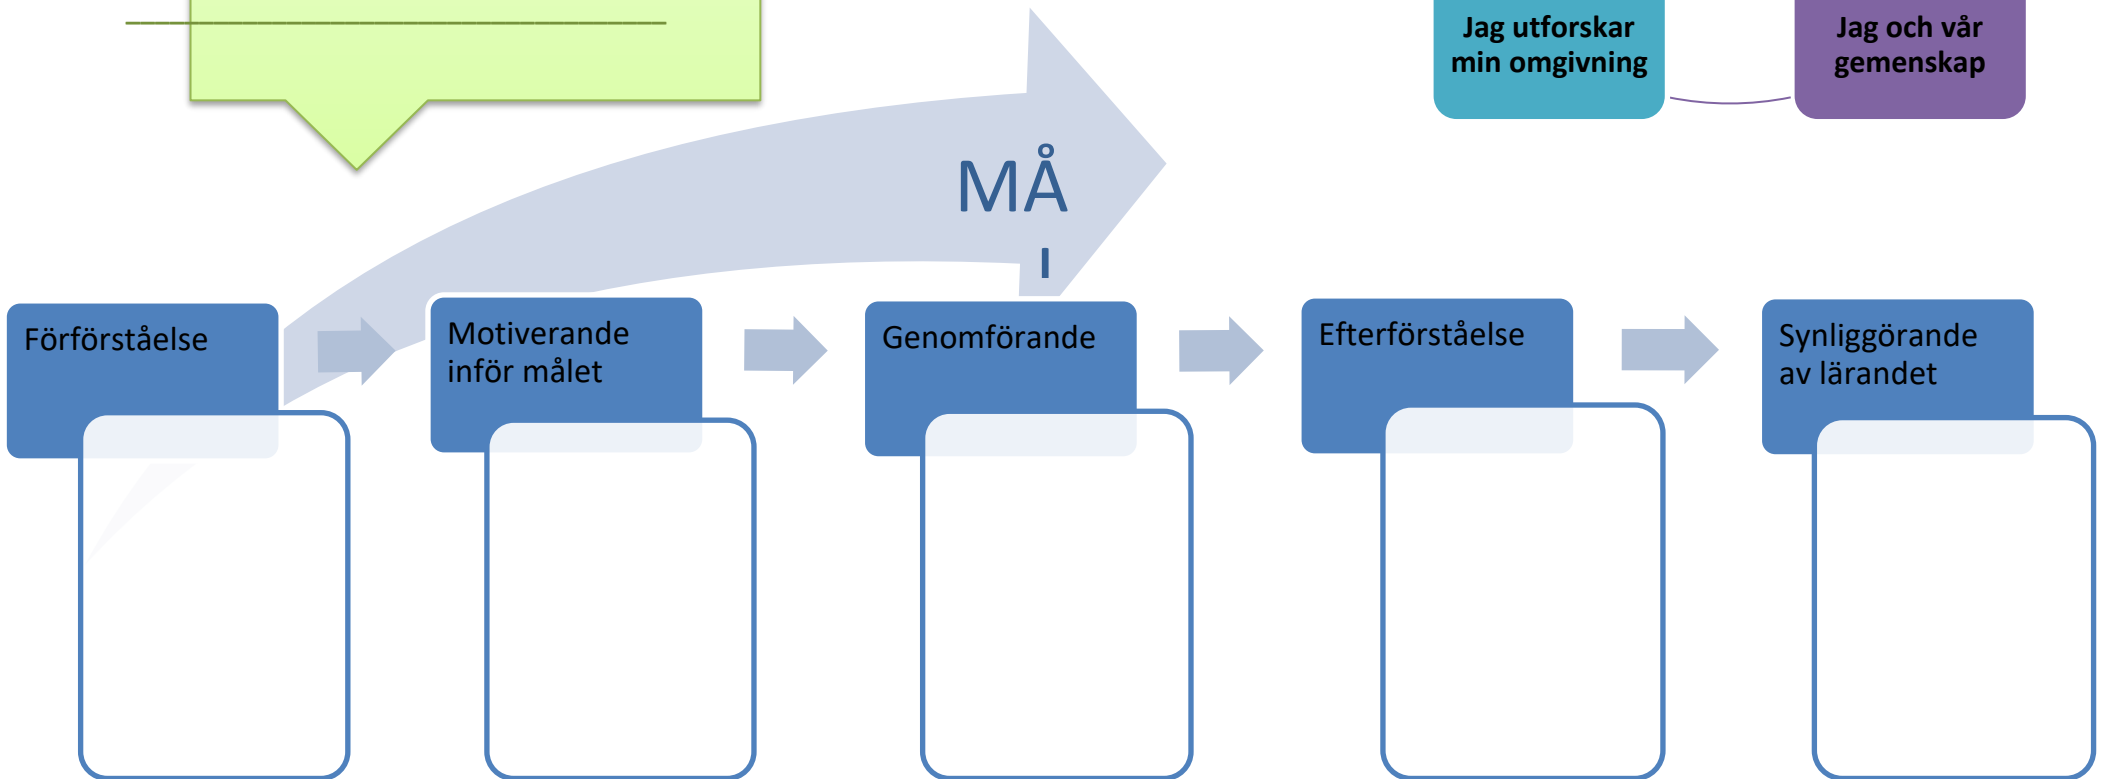 Jag utforskar
min omgivning
Jag och vår
gemenskap
MÅ
Förförståelse
Motiverande
inför målet
Genomförande
Efterförståelse
Synliggörande
av lärandet